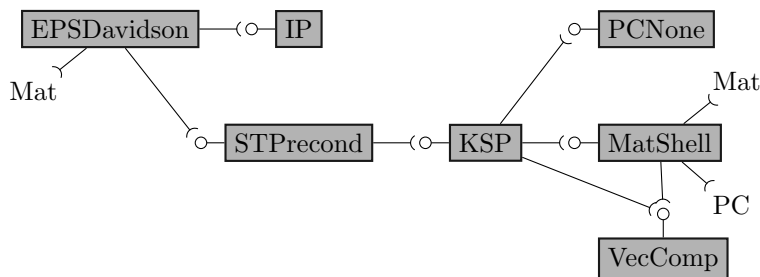 EPSDavidson
IP
PCNone
Mat
Mat
STPrecond
KSP
MatShell
PC
VecComp